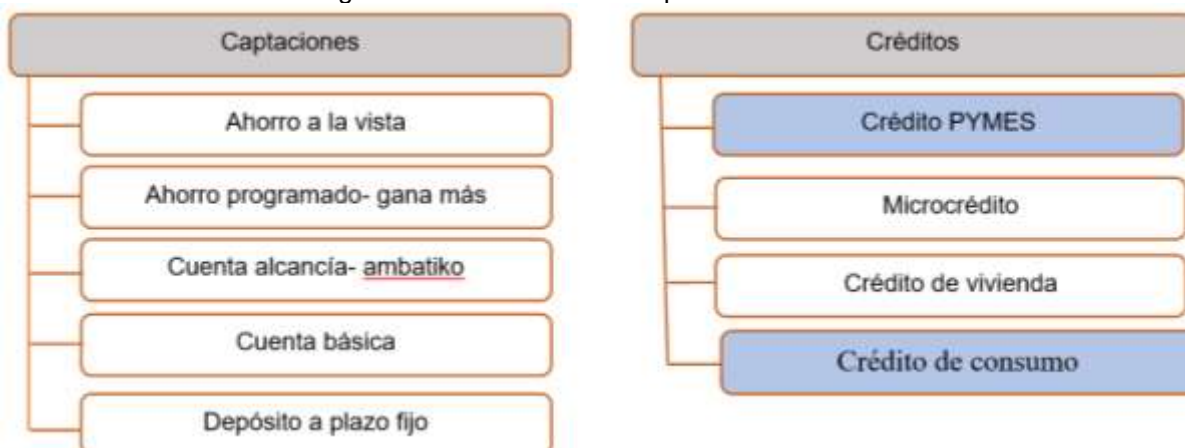 Captaciones
Ahorro a la vista
Ahorro programado- gana más
Cuenta alcancía- ambatiko
Cuenta básica
Depósito a plazo fijo
Créditos
Crédito PYMES
Microcrédito
Crédito de vivienda
Crédito de consumo